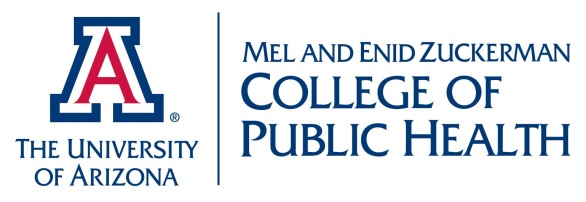 A®
THE UNIVERSITY
OF ARIZONA
MEL AND ENID ZUCKERMAN
COLLEGE OF
PUBLIC HEALTH